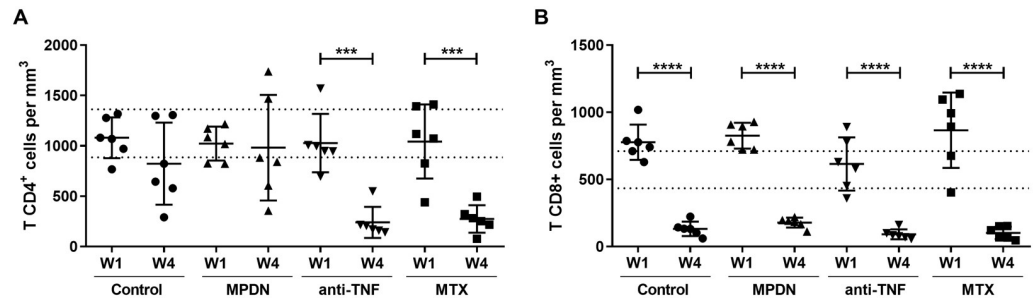 A
T CD4+ cells per mm3
2000
1500
1000
500
0
*** ***
W1 W4 W1 W4 W1 W4 W1 W4
Control MPDN anti-TNF MTX
B
T CD8+ cells per mm3
1500
1000
500
0
**** **** **** ****
W1 W4 W1 W4 W1 W4 W1 W4
Control MPDN anti-TNF MTX